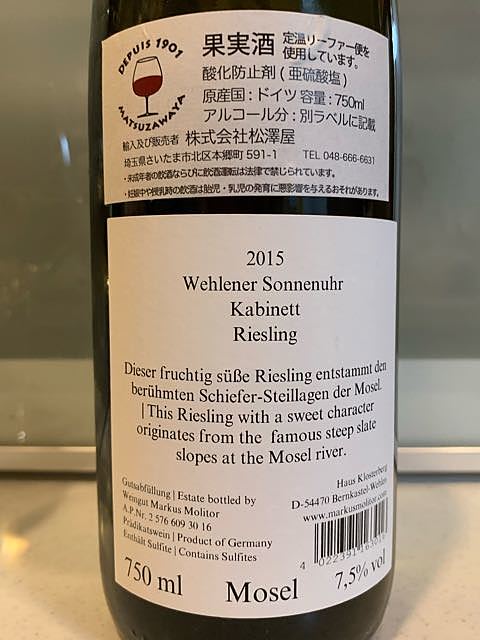 DEPUIS 1901
MATSUZAWAYA
果実酒 定温リーファー便を
使用しています。
酸化防止剤 (亜硫酸塩)
原産国:ドイツ 容量:750ml
アルコール分:別ラベルに記載
輸入及び販売者 株式会社松澤屋
埼玉県さいたま市北区本郷町591-1 TEL 048-666-6631
・未成年者の飲酒ならびに飲酒運転は法律で禁じられています。
・妊娠中や授乳時の飲酒は胎児・乳児の発育に悪影響を与えるおそれがあります。
2015
Wehlener Sonnenuhr
Kabinett
Riesling
Dieser fruchtig süße Riesling entstammt den
berühmten Schiefer-Steillagen der Mosel.
| This Riesling with a sweet character
originates from the famous steep slate
slopes at the Mosel river.
Gutsabfüllung | Estate bottled by
Weingut Markus Molitor
A.P.Nr. 2 576 609 30 16
Prädikatswein | Product of Germany
Enthält Sulfite | Contains Sulfites
Haus Klosterberg
D-54470 Bernkastel-Wehlen
www.markusmolitor.com
750 ml
Mosel
7,5% vol